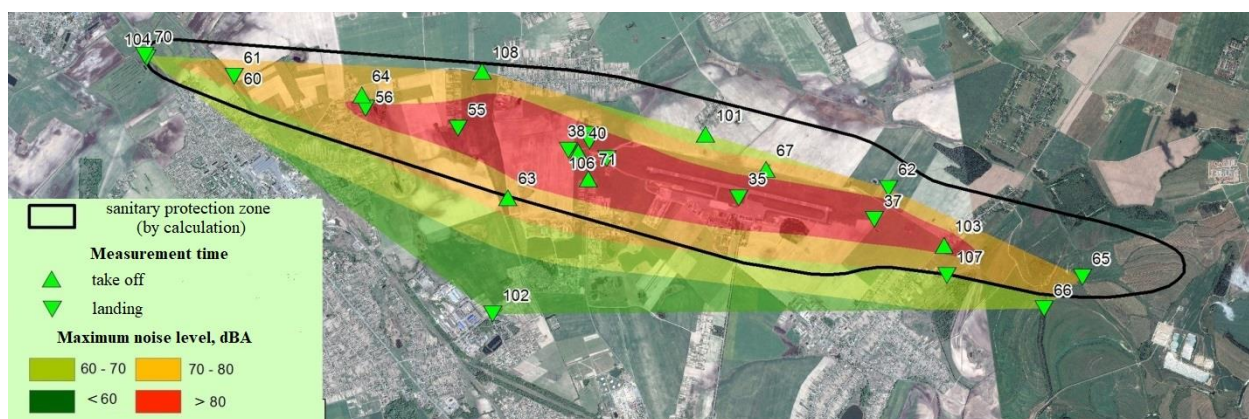 104 70
61
60
64
56
108
55
38 40
106 71
101
67
35
62
37
63
103
107
65
66
102
sanitary protection zone
(by calculation)
Measurement time
take off
landing
Maximum noise level, dBA
60 - 70
70 - 80
< 60
> 80